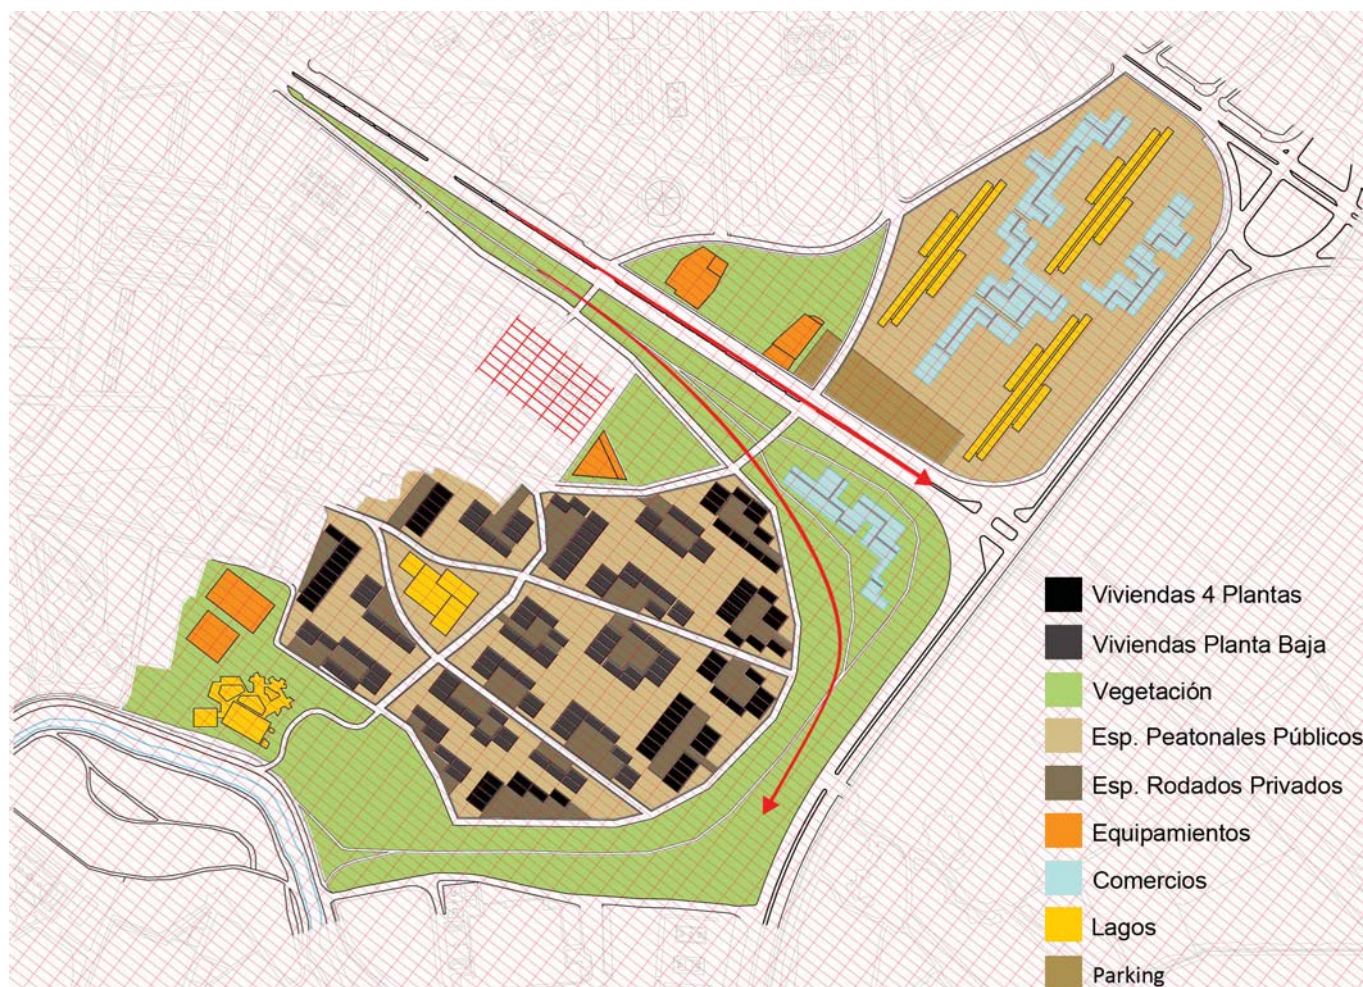 Viviendas 4 Plantas
Viviendas Planta Baja
Vegetación
Esp. Peatonales Públicos
Esp. Rodados Privados
Equipamientos
Comercios
Lagos
Parking